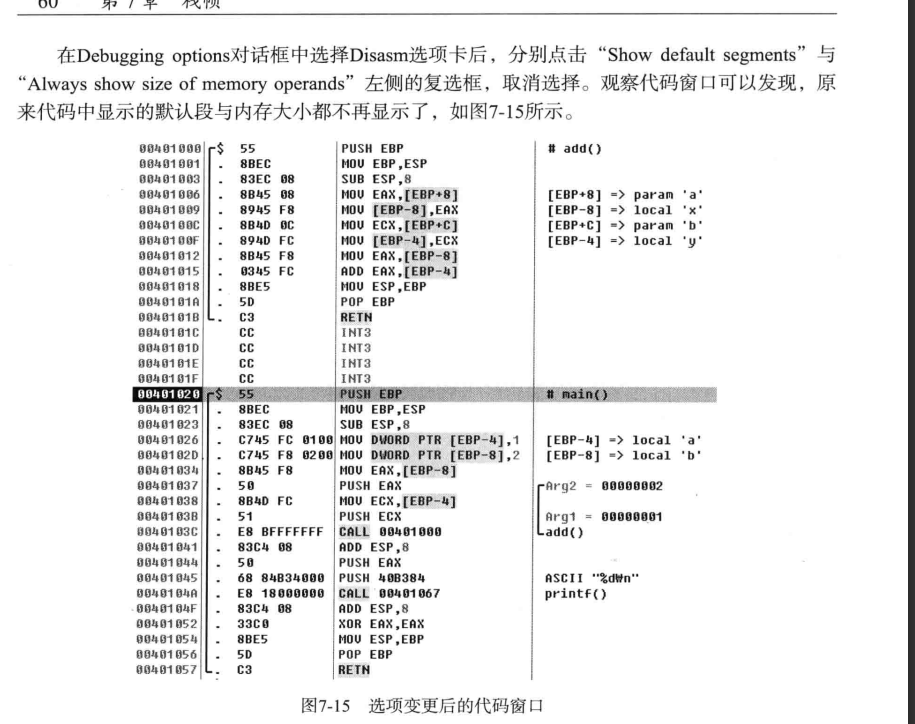 60 第 7 章 栈帧
在Debugging options对话框中选择Disasm选项卡后，分别点击“Show default segments”与
“Always show size of memory operands”左侧的复选框，取消选择。观察代码窗口可以发现，原
来代码中显示的默认段与内存大小都不再显示了，如图7-15所示。
00401000 $ 55 PUSH EBP # add()
00401001 . 8BEC MOV EBP,ESP
00401003 . 83EC 08 SUB ESP,8
00401006 . 8B45 08 MOV EAX,[EBP+8] [EBP+8] => param 'a'
00401009 . 8945 F8 MOV [EBP-8],EAX [EBP-8] => local 'x'
0040100C . 8B4D 0C MOV ECX,[EBP+C] [EBP+C] => param 'b'
0040100F . 894D FC MOV [EBP-4],ECX [EBP-4] => local 'y'
00401012 . 8B45 F8 MOV EAX,[EBP-8]
00401015 . 0345 FC ADD EAX,[EBP-4]
00401018 . 8BE5 MOV ESP,EBP
0040101A . 5D POP EBP
0040101B . C3 RETN
0040101C CC INT3
0040101D CC INT3
0040101E CC INT3
0040101F CC INT3
00401020 $ 55 PUSH EBP # main()
00401021 . 8BEC MOV EBP,ESP
00401023 . 83EC 08 SUB ESP,8
00401026 . C745 FC 0100 MOV DWORD PTR [EBP-4],1 [EBP-4] => local 'a'
0040102D . C745 F8 0200 MOV DWORD PTR [EBP-8],2 [EBP-8] => local 'b'
00401034 . 8B45 F8 MOV EAX,[EBP-8]
00401037 . 50 PUSH EAX Arg2 = 00000002
00401038 . 8B4D FC MOV ECX,[EBP-4]
0040103B . 51 PUSH ECX Arg1 = 00000001
0040103C . E8 BFFFFFFF CALL 00401000 add()
00401041 . 83C4 08 ADD ESP,8
00401044 . 50 PUSH EAX
00401045 . 68 84B34000 PUSH 40B384 ASCII "%d₩n"
0040104A . E8 18000000 CALL 00401067 printf()
0040104F . 83C4 08 ADD ESP,8
00401052 . 33C0 XOR EAX,EAX
00401054 . 8BE5 MOV ESP,EBP
00401056 . 5D POP EBP
00401057 . C3 RETN
图7-15 选项变更后的代码窗口